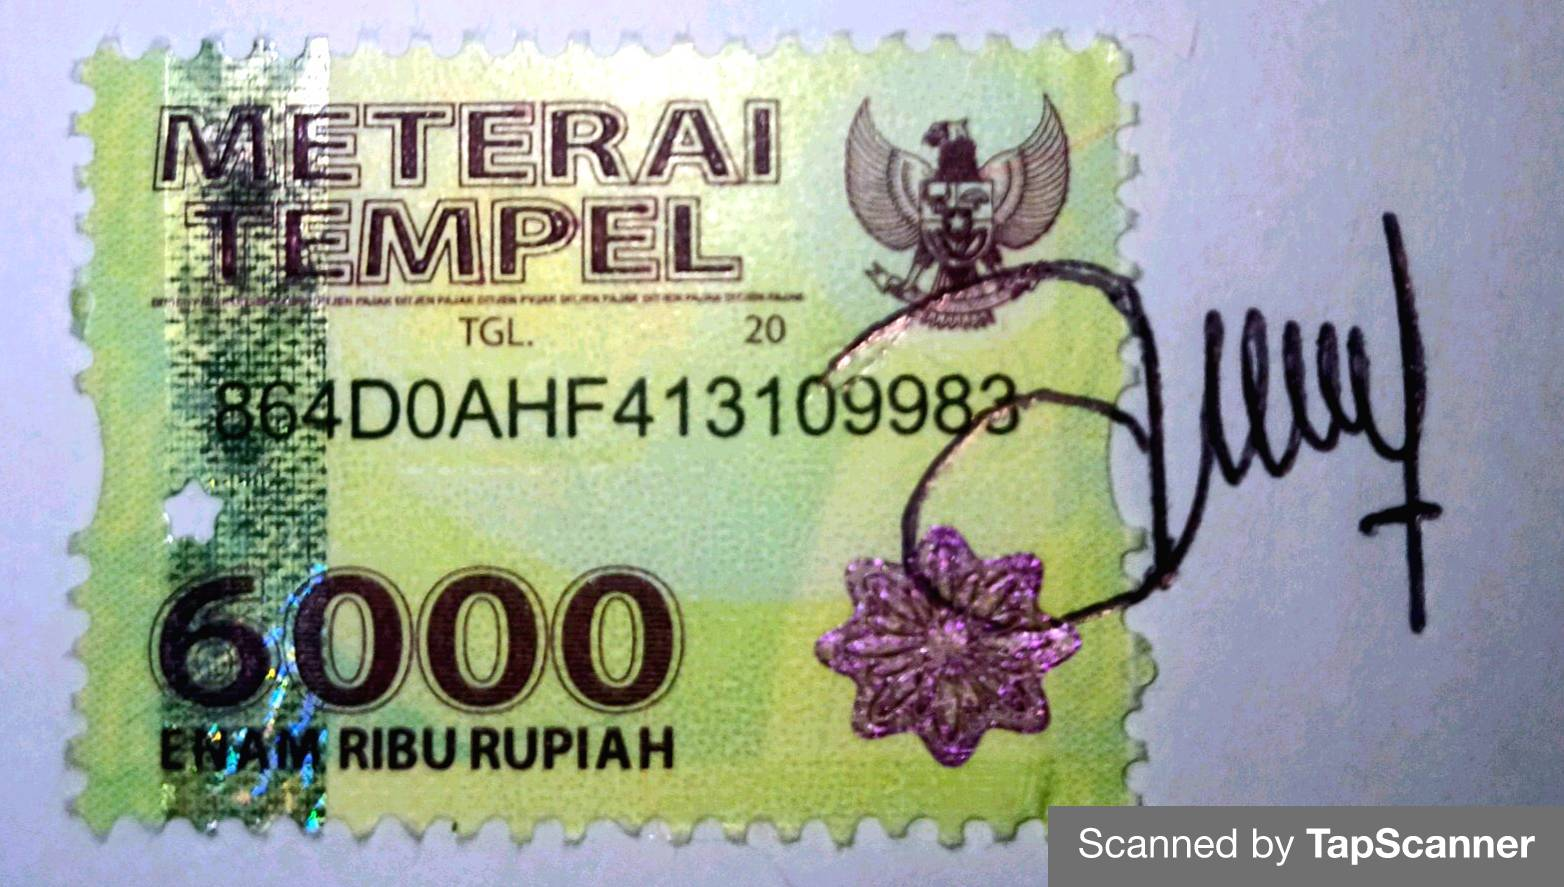 METERAI
TEMPEL
TGL. 20
864D0AHF413109983
6000
ENAM RIBU RUPIAH
Scanned by TapScanner